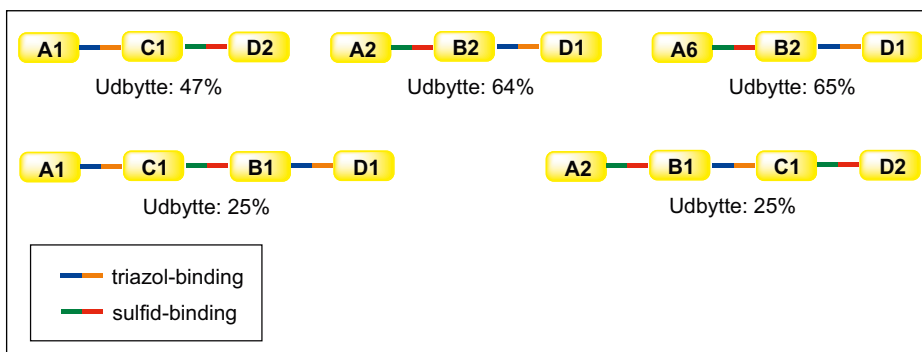 A1 C1 D2 A2 B2 D1 A6 B2 D1
Udbytte: 47% Udbytte: 64% Udbytte: 65%
A1 C1 B1 D1 A2 B1 C1 D2
Udbytte: 25% Udbytte: 25%
triazol-binding
sulfid-binding